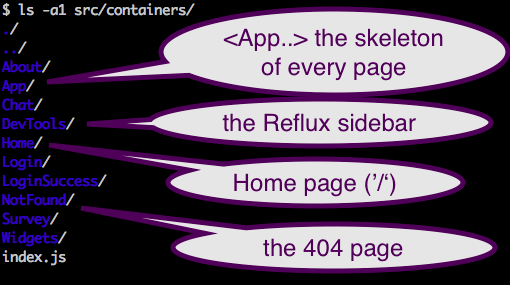 $ ls -a1 src/containers/
./
../
About/
App/
Chat/
DevTools/
Home/
Login/
LoginSuccess/
NotFound/
Survey/
Widgets/
index.js
<App..> the skeleton
of every page
the Reflux sidebar
Home page (’/‘)
the 404 page